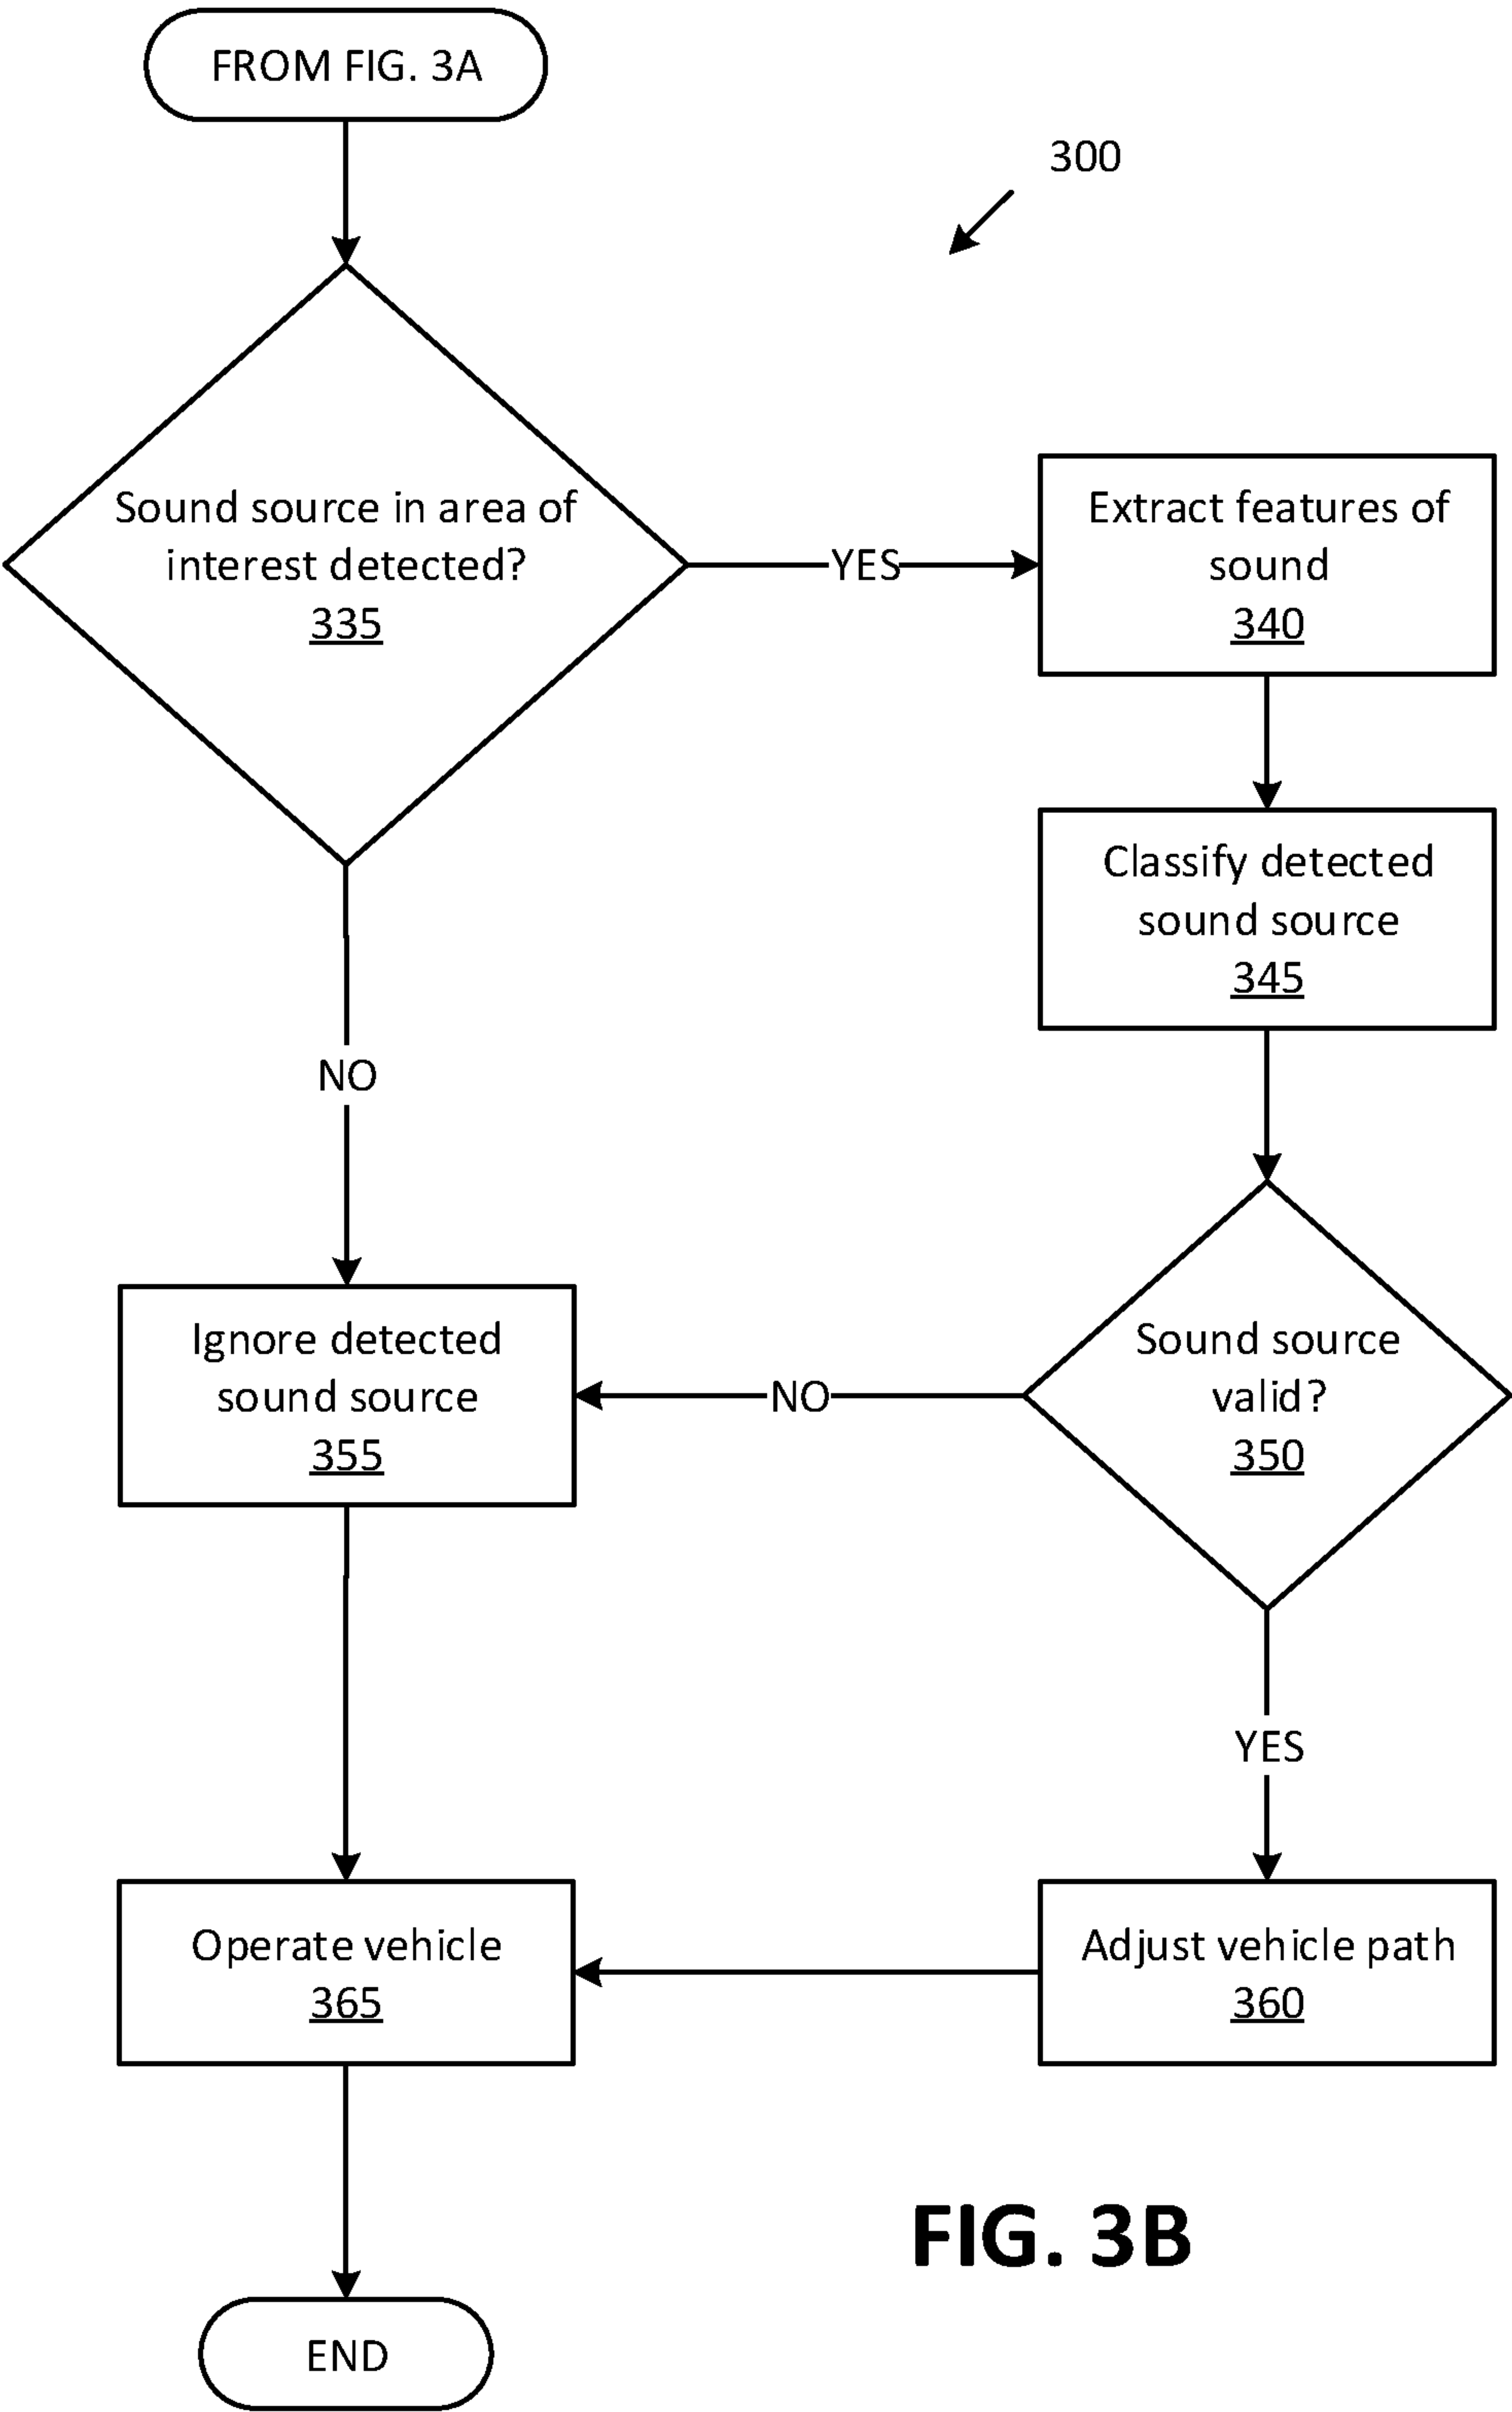 FROM FIG. 3A
300
Sound source in area of
interest detected?
335
YES
Extract features of
sound
340
Classify detected
sound source
345
NO
Ignore detected
sound source
355
NO
Sound source
valid?
350
YES
Operate vehicle
365
Adjust vehicle path
360
FIG. 3B
END